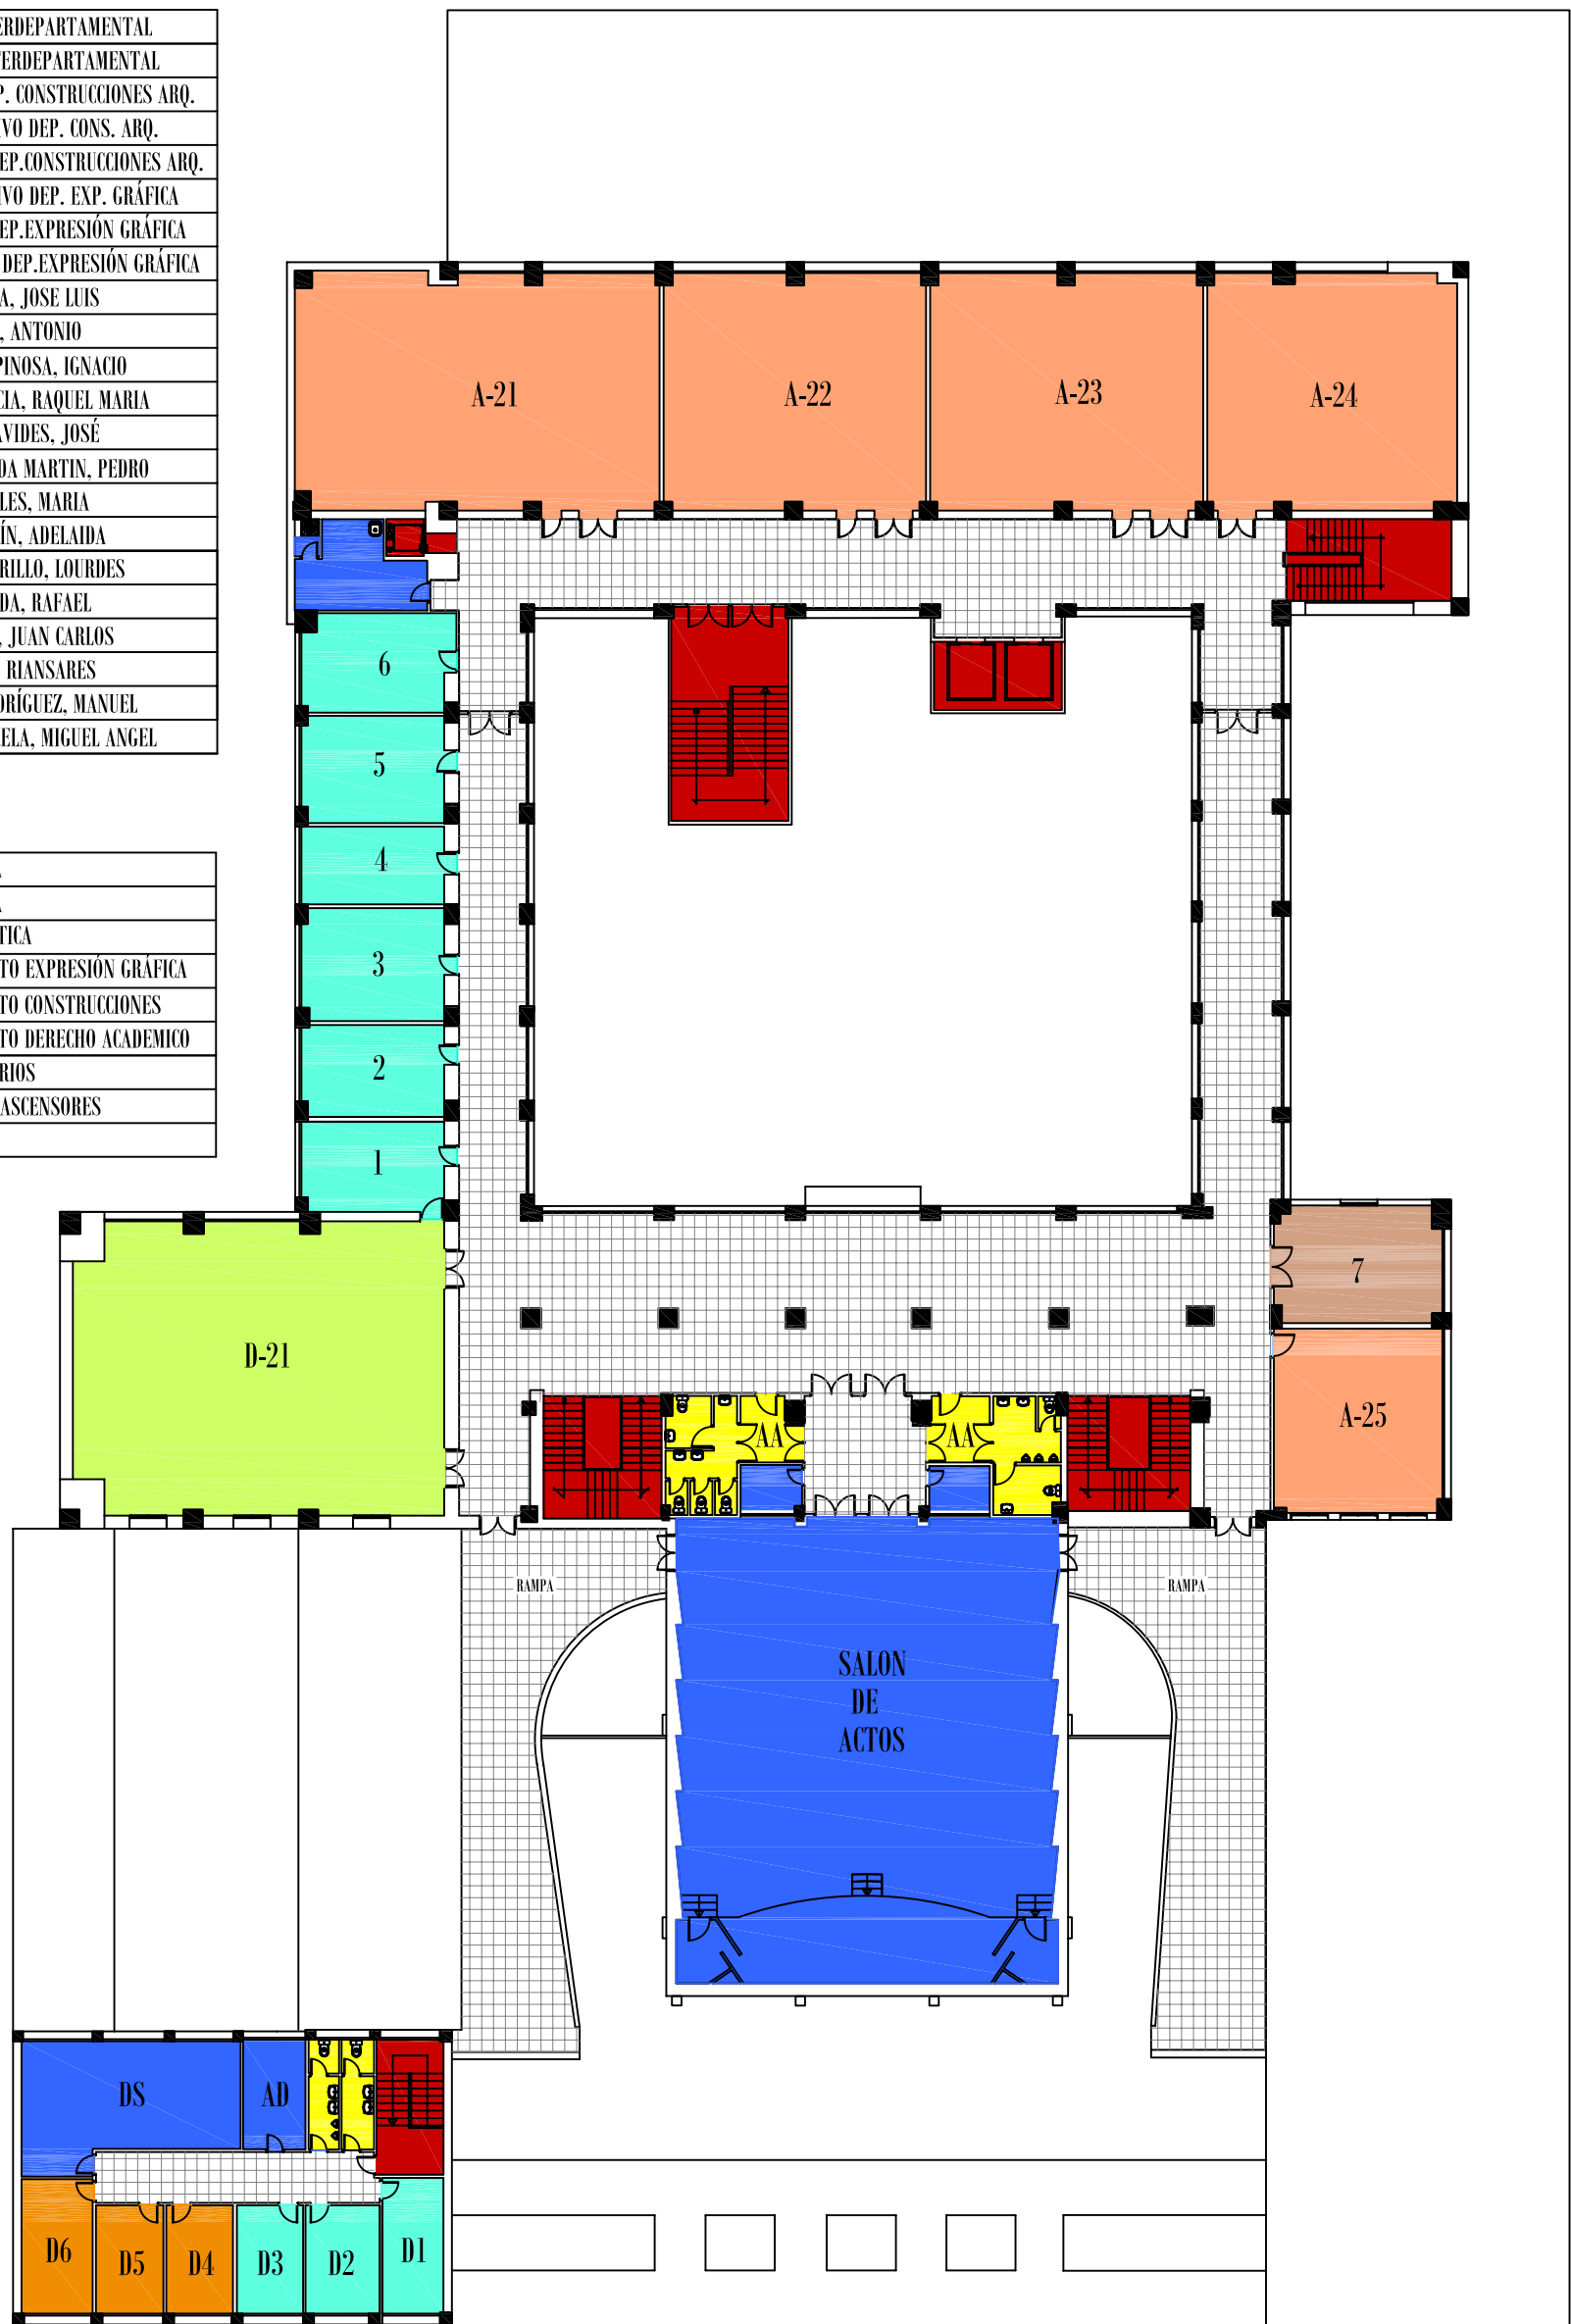 ERDEPARTAMENTAL
TERDEPARTAMENTAL
P. CONSTRUCCIONES ARQ.
VO DEP. CONS. ARQ.
EP.CONSTRUCCIONES ARQ.
IVO DEP. EXP. GRÁFICA
EP.EXPRESIÓN GRÁFICA
DEP.EXPRESIÓN GRÁFICA
A, JOSE LUIS
, ANTONIO
PINOSA, IGNACIO
CIA, RAQUEL MARIA
AVIDES, JOSÉ
DA MARTIN, PEDRO
LES, MARIA
ÍN, ADELAIDA
RILLO, LOURDES
DA, RAFAEL
, JUAN CARLOS
RIANSARES
ORÍGUEZ, MANUEL
ELA, MIGUEL ANGEL
A
A
TICA
TO EXPRESIÓN GRÁFICA
TO CONSTRUCCIONES
TO DERECHO ACADEMICO
RIOS
ASCENSORES
A-21
A-22
A-23
A-24
6
5
4
3
2
1
7
D-21
A-25
AA
AA
RAMPA
RAMPA
SALON
DE
ACTOS
DS
AD
D6
D5
D4
D3
D2
D1